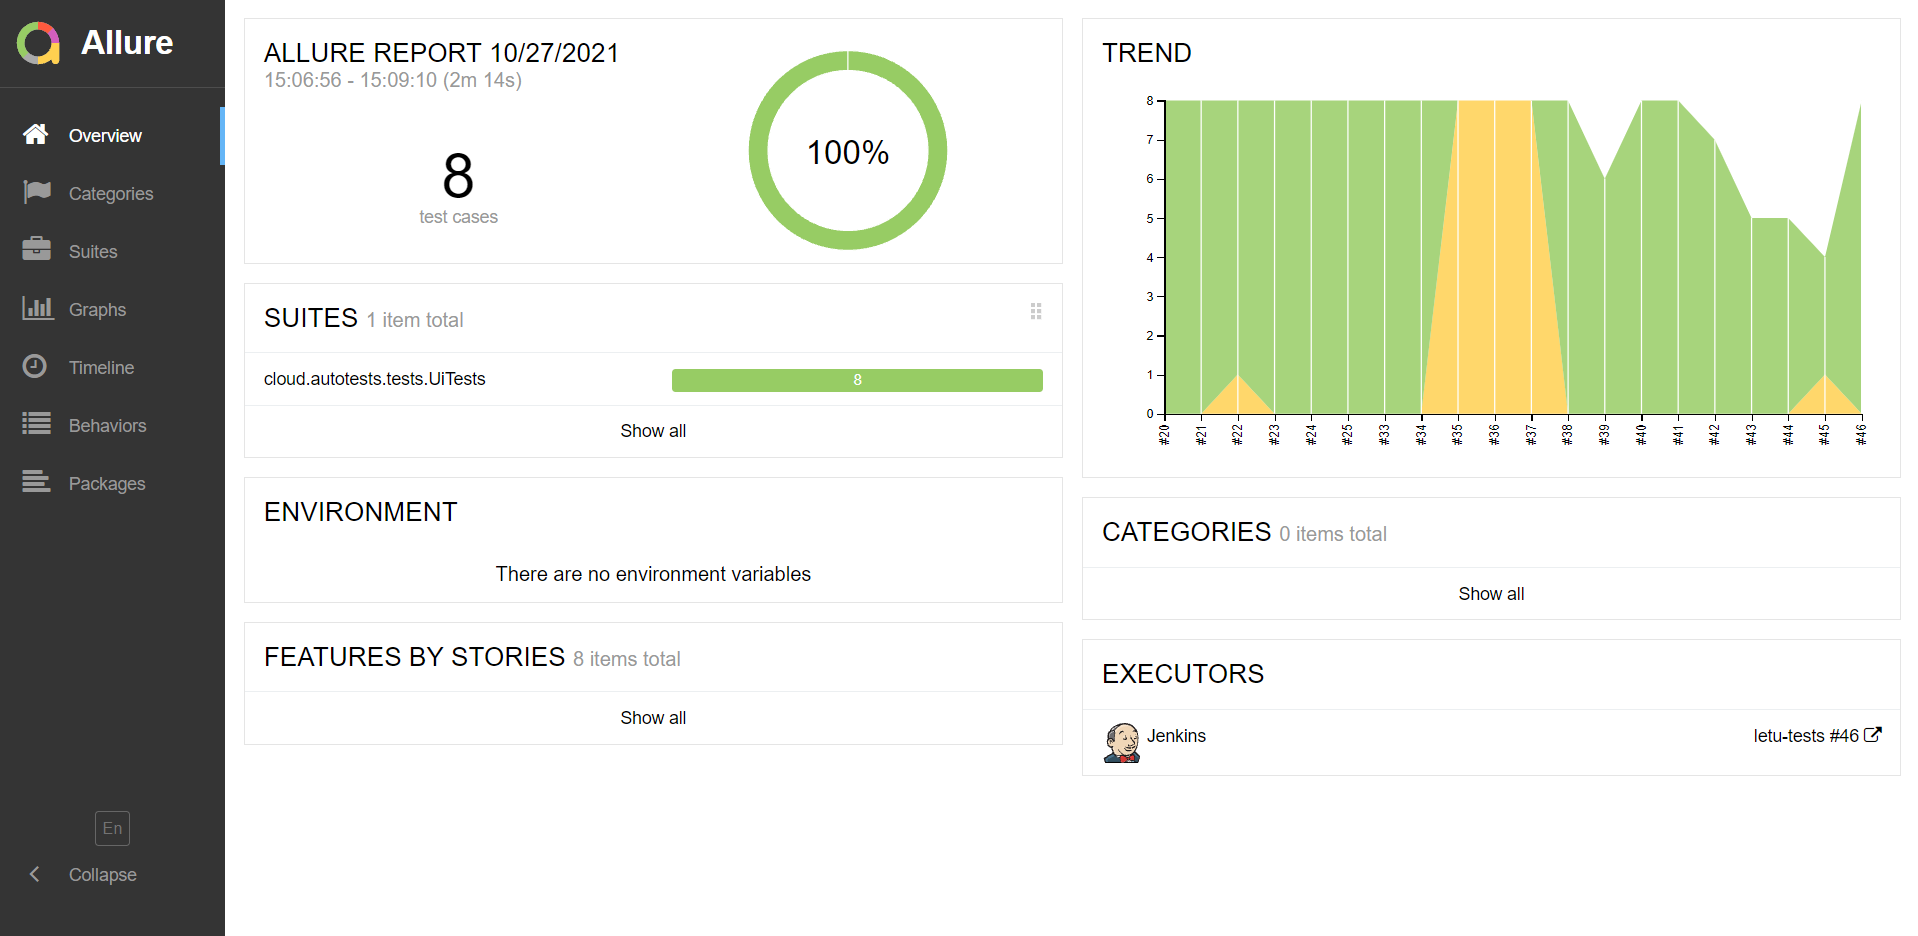 Allure
Overview
Categories
Suites
Graphs
Timeline
Behaviors
Packages
En
Collapse
ALLURE REPORT 10/27/2021
15:06:56 - 15:09:10 (2m 14s)
8
test cases
100%
SUITES 1 item total
cloud.autotests.tests.UiTests 8
Show all
ENVIRONMENT
There are no environment variables
FEATURES BY STORIES 8 items total
Show all
TREND
8
7
6
5
4
3
2
1
0
#20 #21 #22 #23 #24 #25 #33 #34 #35 #36 #37 #38 #39 #40 #41 #42 #43 #44 #45 #46
CATEGORIES 0 items total
Show all
EXECUTORS
Jenkins letu-tests #46